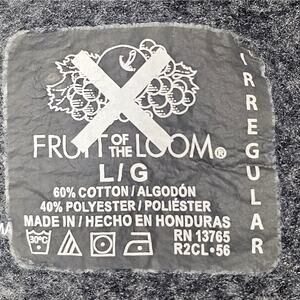 FRUIT OF THE LOOM®
L/G
60% COTTON / ALGODÓN
40% POLYESTER / POLIÉSTER
MADE IN / HECHO EN HONDURAS
RN 13765
R2CL·56
30°C
IRREGULAR